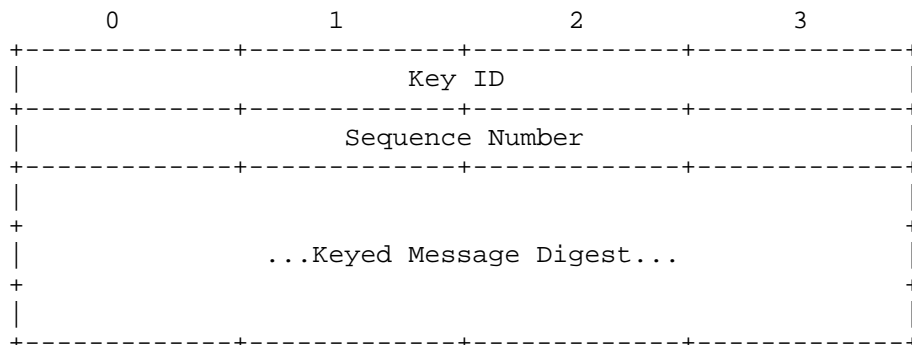 0             1              2             3
+-------------+-------------+-------------+-------------+
|                        Key ID                         |
+-------------+-------------+-------------+-------------+
|                    Sequence Number                    |
+-------------+-------------+-------------+-------------+
|                                                       |
+                                                       +
|               ...Keyed Message Digest...              |
+                                                       +
|                                                       |
+-------------+-------------+-------------+-------------+